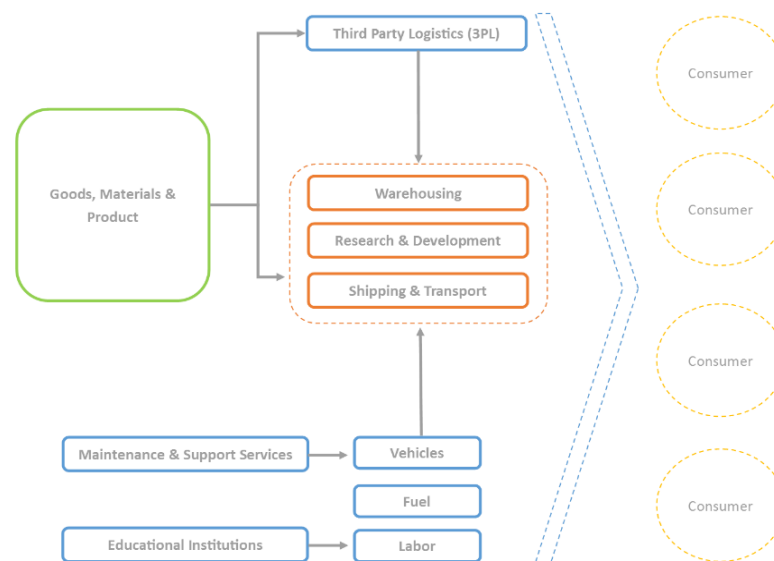 Third Party Logistics (3PL)
Consumer
Goods, Materials &
Product
Warehousing
Research & Development
Shipping & Transport
Consumer
Consumer
Maintenance & Support Services
Vehicles
Fuel
Consumer
Educational Institutions
Labor